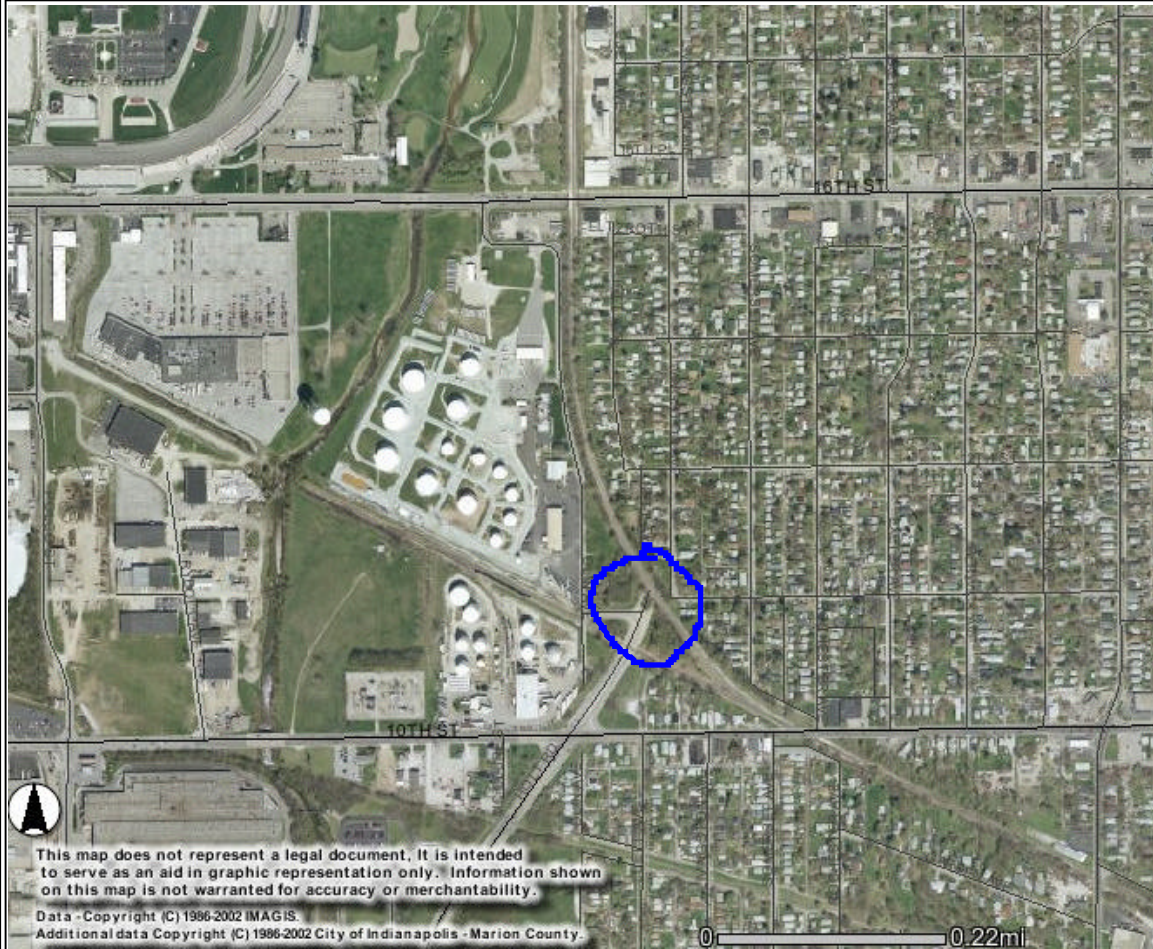 16TH ST
10TH ST
This map does not represent a legal document, It is intended
to serve as an aid in graphic representation only. Information shown
on this map is not warranted for accuracy or merchantability.
Data - Copyright (C) 1986-2002 IMAGIS.
Additional data Copyright (C) 1986-2002 City of Indianapolis - Marion County.
0 0.22mi